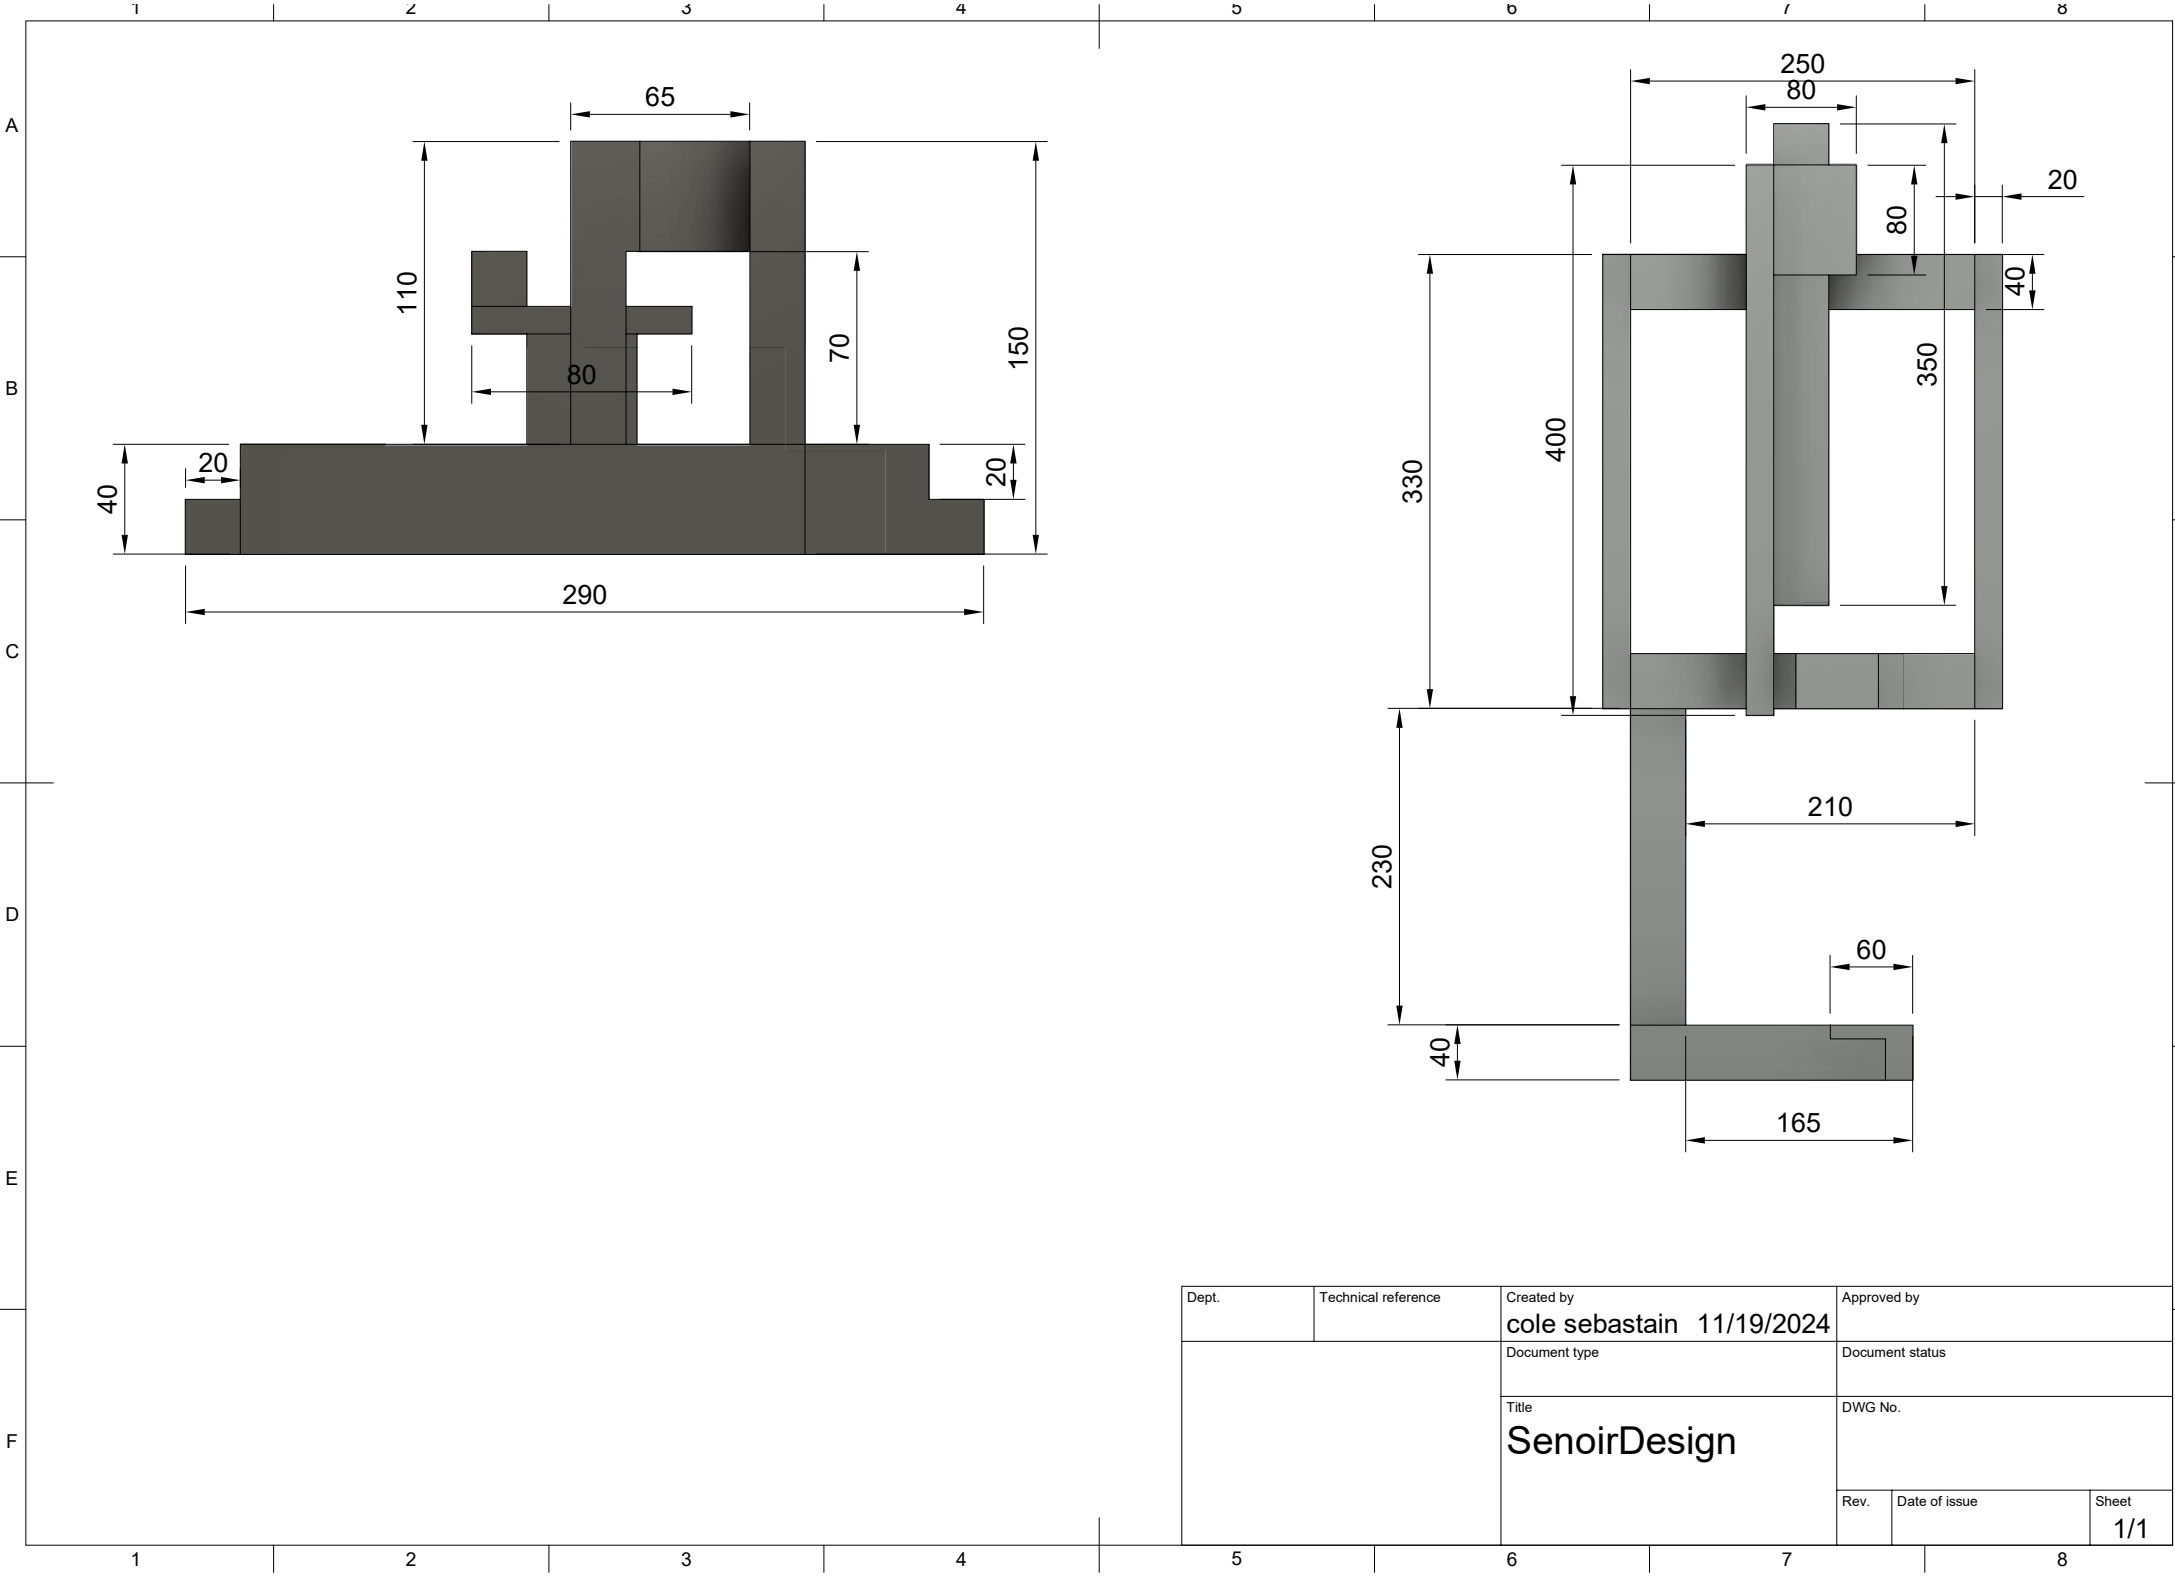 1 2 3 4 5 6 7 8
A
B
C
D
E
F
65
110
80
70
150
40
20
20
290
250
80
20
80
40
350
400
330
230
210
60
40
165
Dept.
Technical reference
Created by
cole sebastain 11/19/2024
Approved by
Document type
Document status
Title
SenoirDesign
DWG No.
Rev.
Date of issue
Sheet
1/1
1 2 3 4 5 6 7 8